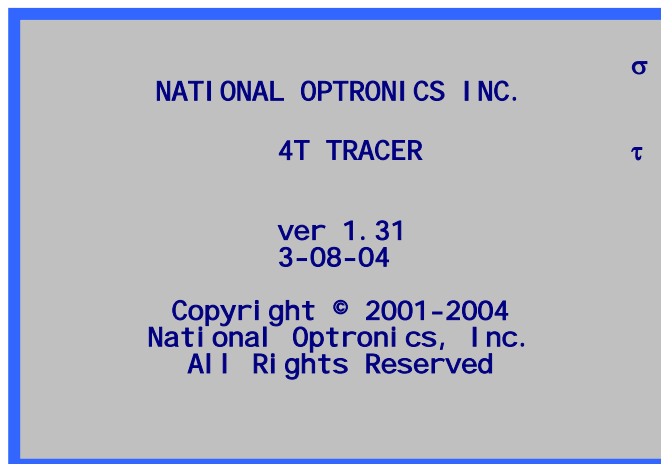 σ
NATIONAL OPTRONICS INC.
4T TRACER
τ
ver 1.31
3-08-04
Copyright © 2001-2004
National Optronics, Inc.
All Rights Reserved